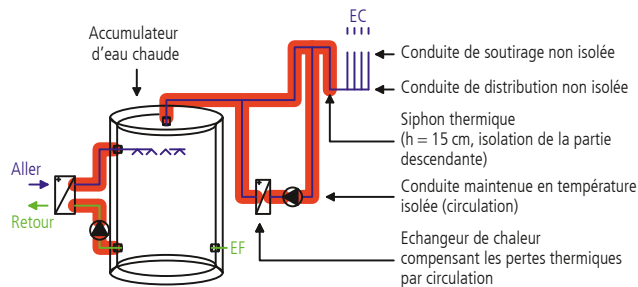 EC
Accumulateur
d'eau chaude
Conduite de soutirage non isolée
Conduite de distribution non isolée
Siphon thermique
(h = 15 cm, isolation de la partie
descendante)
Aller
Conduite maintenue en température
isolée (circulation)
Retour
EF
Echangeur de chaleur
compensant les pertes thermiques
par circulation